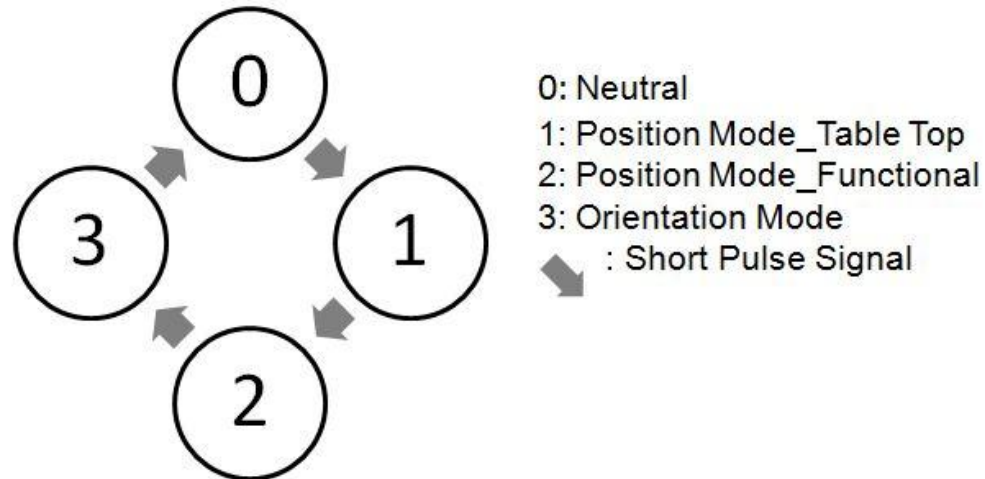 0
3
1
2
0: Neutral
1: Position Mode_Table Top
2: Position Mode_Functional
3: Orientation Mode
: Short Pulse Signal